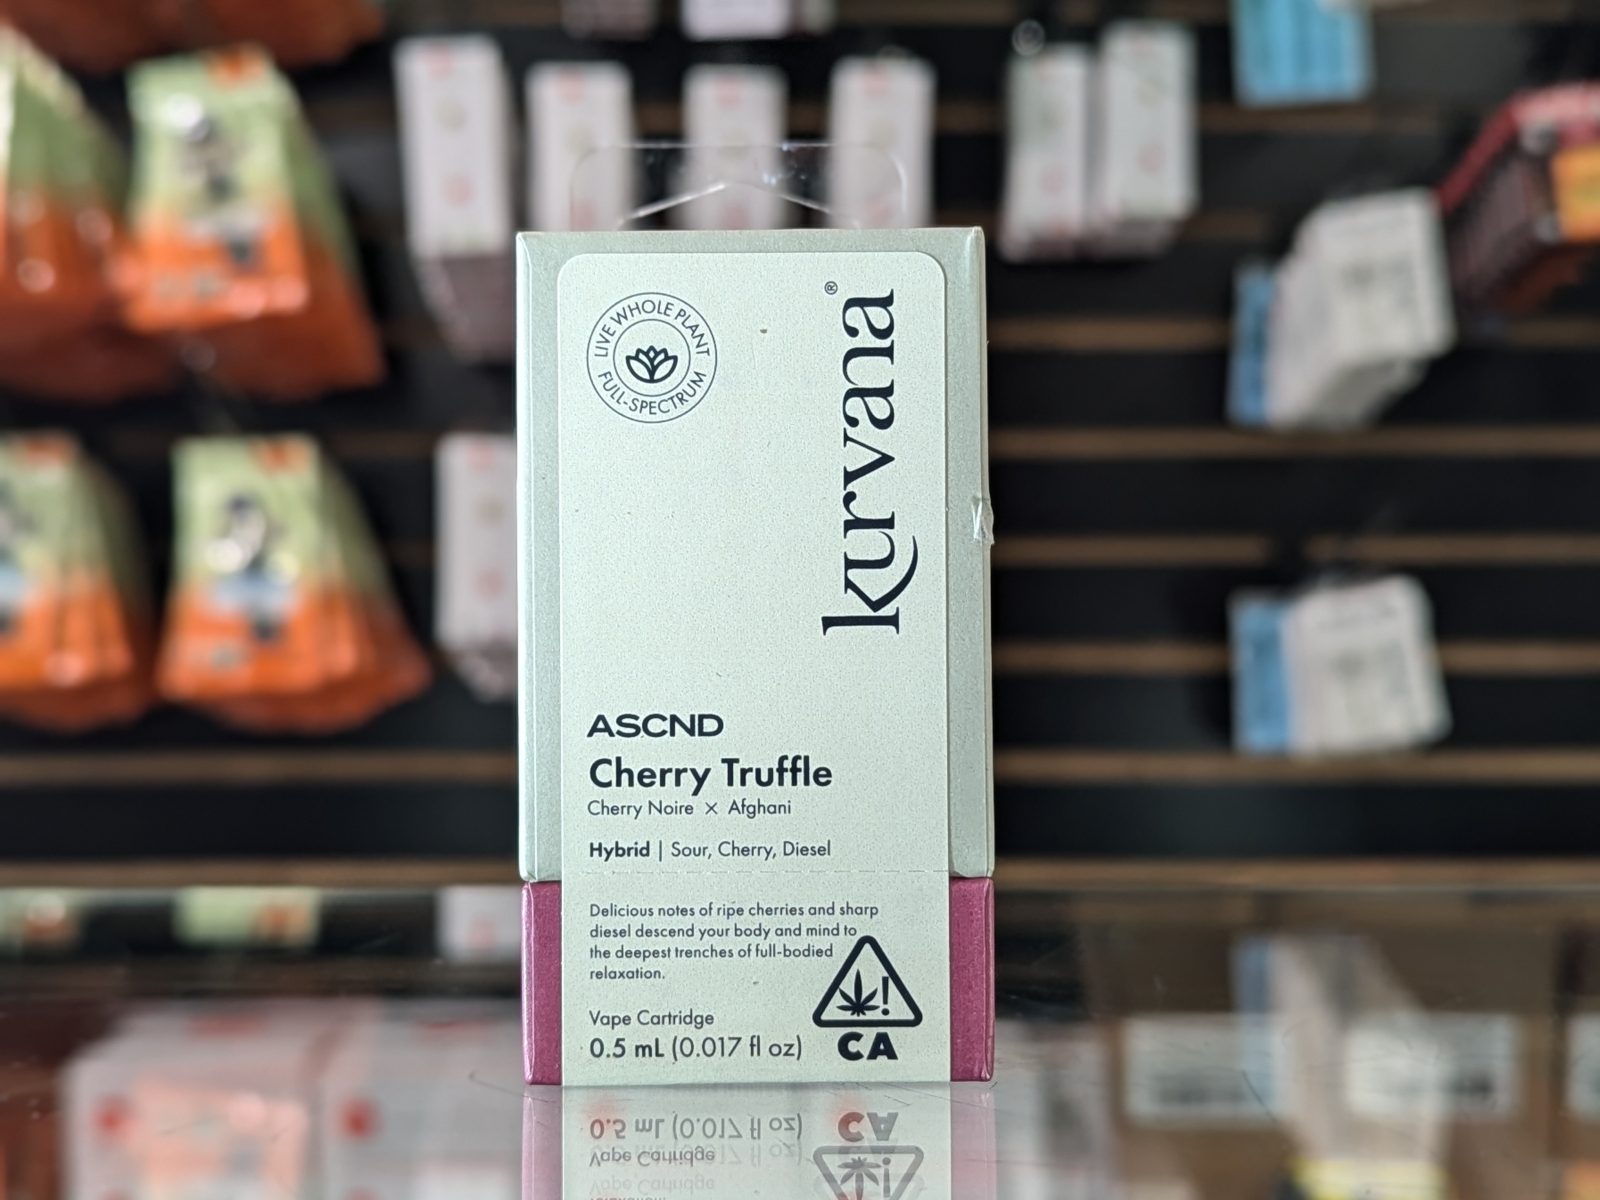 LIVE WHOLE PLANT
FULL-SPECTRUM
kurvana®
ASCND
Cherry Truffle
Cherry Noire × Afghani
Hybrid | Sour, Cherry, Diesel
Delicious notes of ripe cherries and sharp
diesel descend your body and mind to
the deepest trenches of full-bodied
relaxation.
Vape Cartridge
0.5 mL (0.017 fl oz)
CA